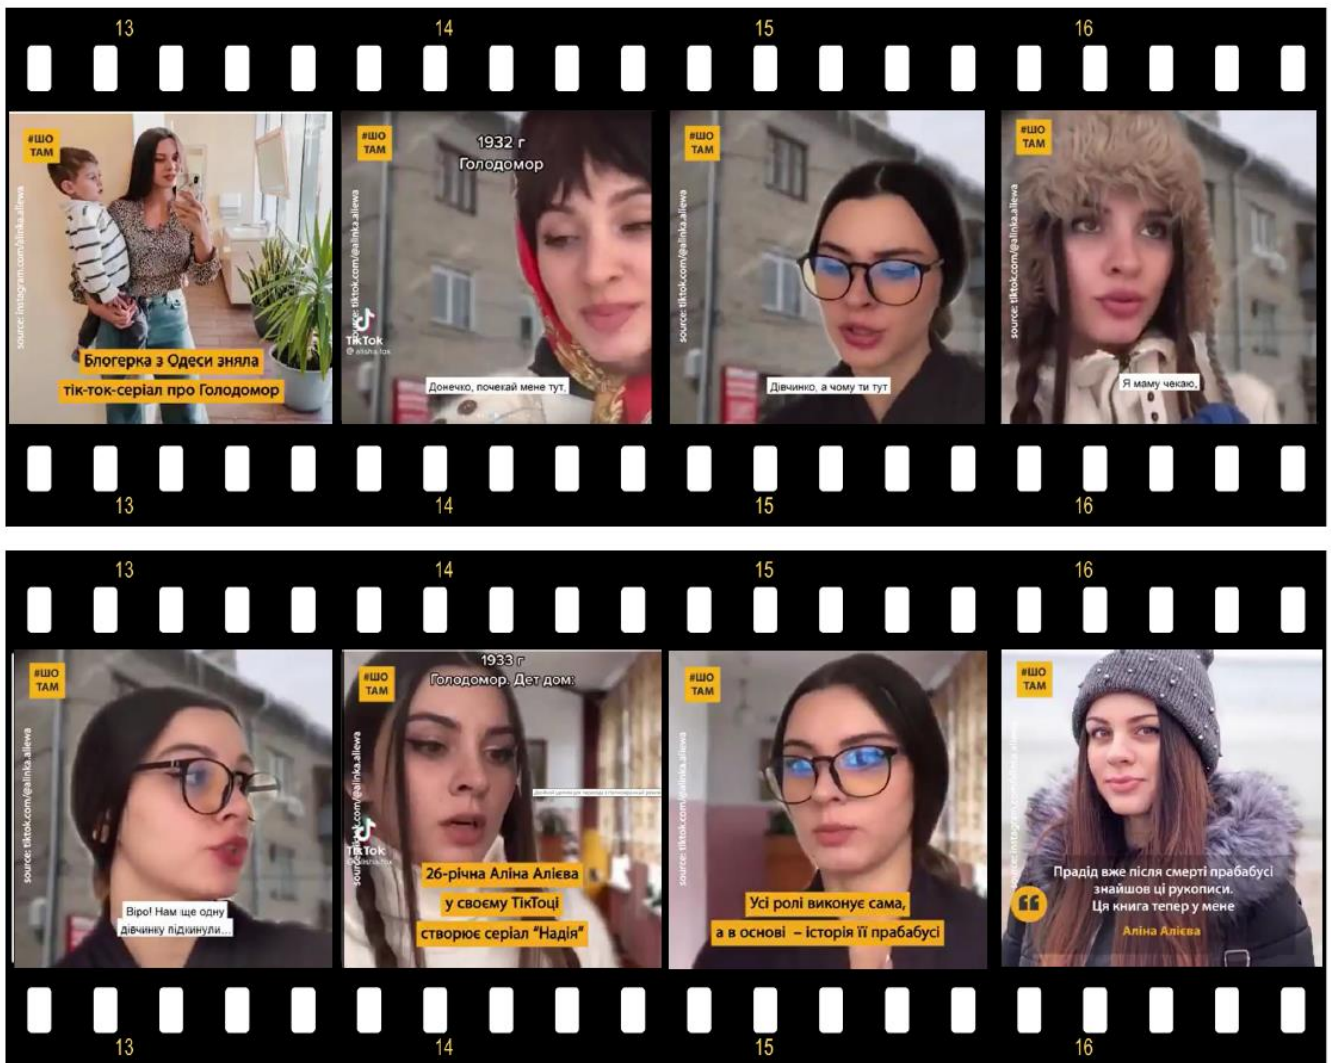 13 14 15 16
#ШО
ТАМ
source: instagram.com/alinka.aliewa
Блогерка з Одеси зняла
тік-ток-серіал про Голодомор
#ШО
ТАМ
1932 г
Голодомор
source: tiktok.com/@alinka.aliewa
TikTok
Донечко, почекай мене тут,
#ШО
ТАМ
source: tiktok.com/@alinka.aliewa
Дівчинко, а чому ти тут
#ШО
ТАМ
source: tiktok.com/@alinka.aliewa
Я маму чекаю,
13 14 15 16
13 14 15 16
#ШО
ТАМ
source: tiktok.com/@alinka.aliewa
Віро! Нам ще одну
дівчинку підкинули...
#ШО
ТАМ
1933 г
Голодомор. Дет дом:
source: tiktok.com/@alinka.aliewa
TikTok
26-річна Аліна Алієва
у своєму ТікТоці
створює серіал "Надія"
#ШО
ТАМ
source: tiktok.com/@alinka.aliewa
Усі ролі виконує сама,
а в основі – історія її прабабусі
#ШО
ТАМ
source: instagram.com/alinka.aliewa
Прадід вже після смерті прабабусі
знайшов ці рукописи.
Ця книга тепер у мене
Аліна Алієва
13 14 15 16